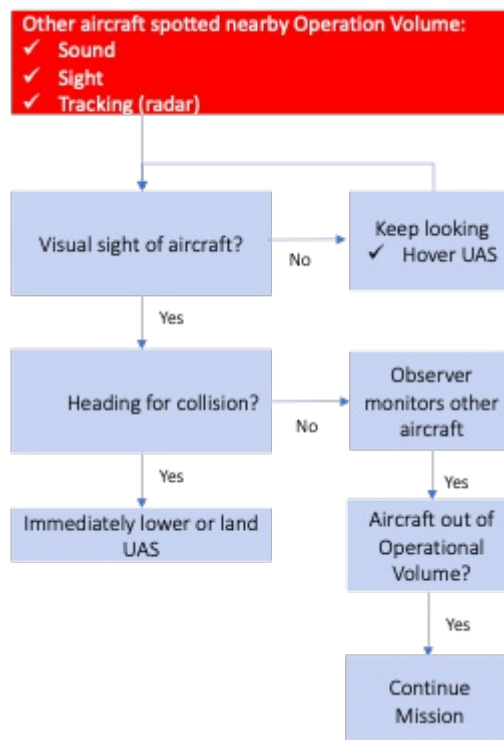 Other aircraft spotted nearby Operation Volume:
✓ Sound
✓ Sight
✓ Tracking (radar)
Visual sight of aircraft?
No
Keep looking
✓ Hover UAS
Yes
Heading for collision?
No
Observer
monitors other
aircraft
Yes
Immediately lower or land
UAS
Yes
Aircraft out of
Operational
Volume?
Yes
Continue
Mission